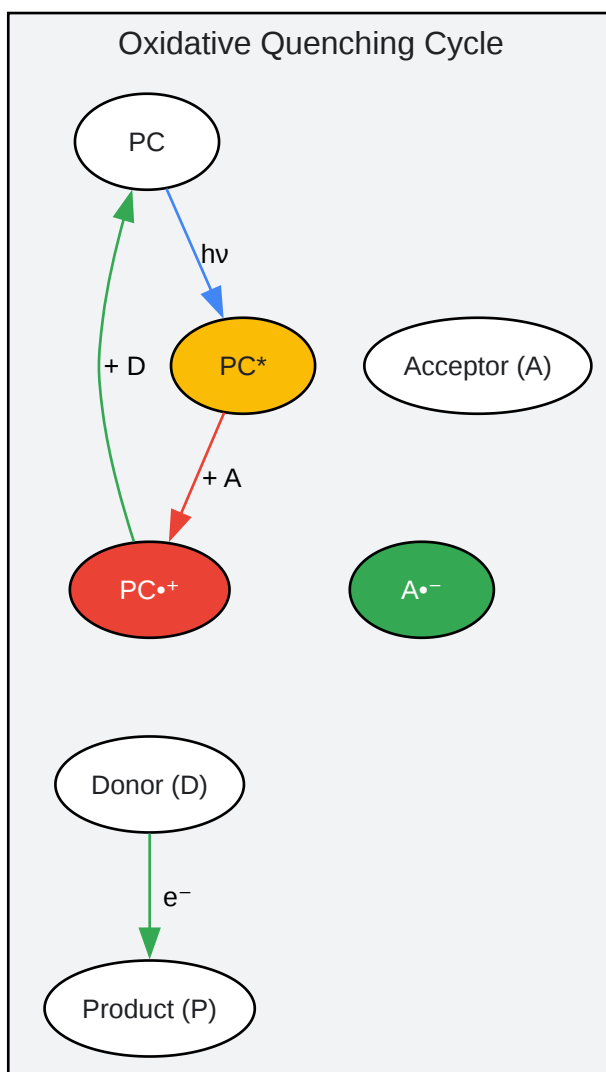 Oxidative Quenching Cycle
PC
hν
+ D
PC*
Acceptor (A)
+ A
PC•⁺
A•⁻
Donor (D)
e⁻
Product (P)